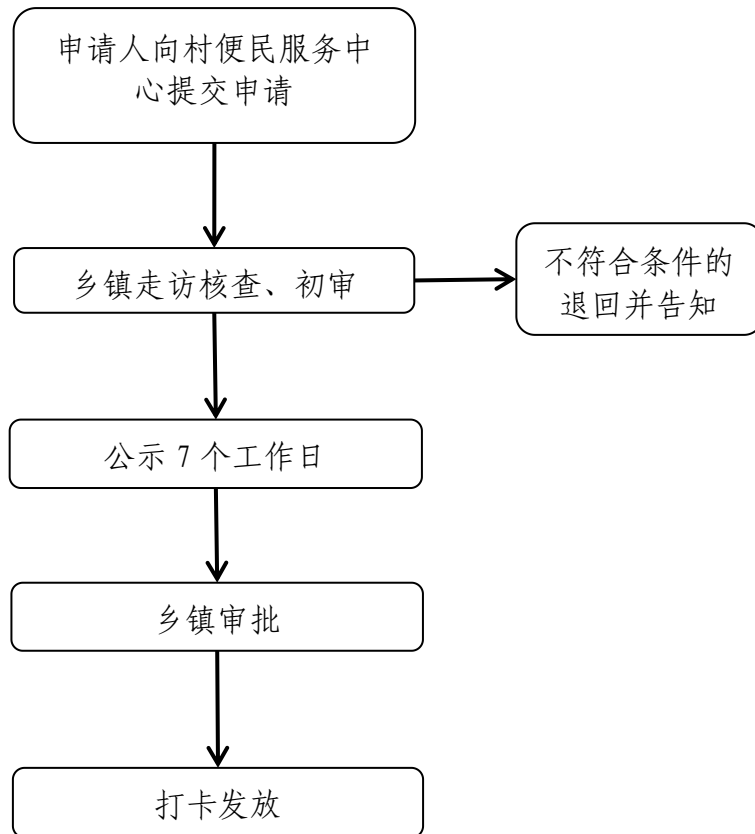 申请人向村便民服务中
心提交申请
乡镇走访核查、初审
不符合条件的
退回并告知
公示 7 个工作日
乡镇审批
打卡发放